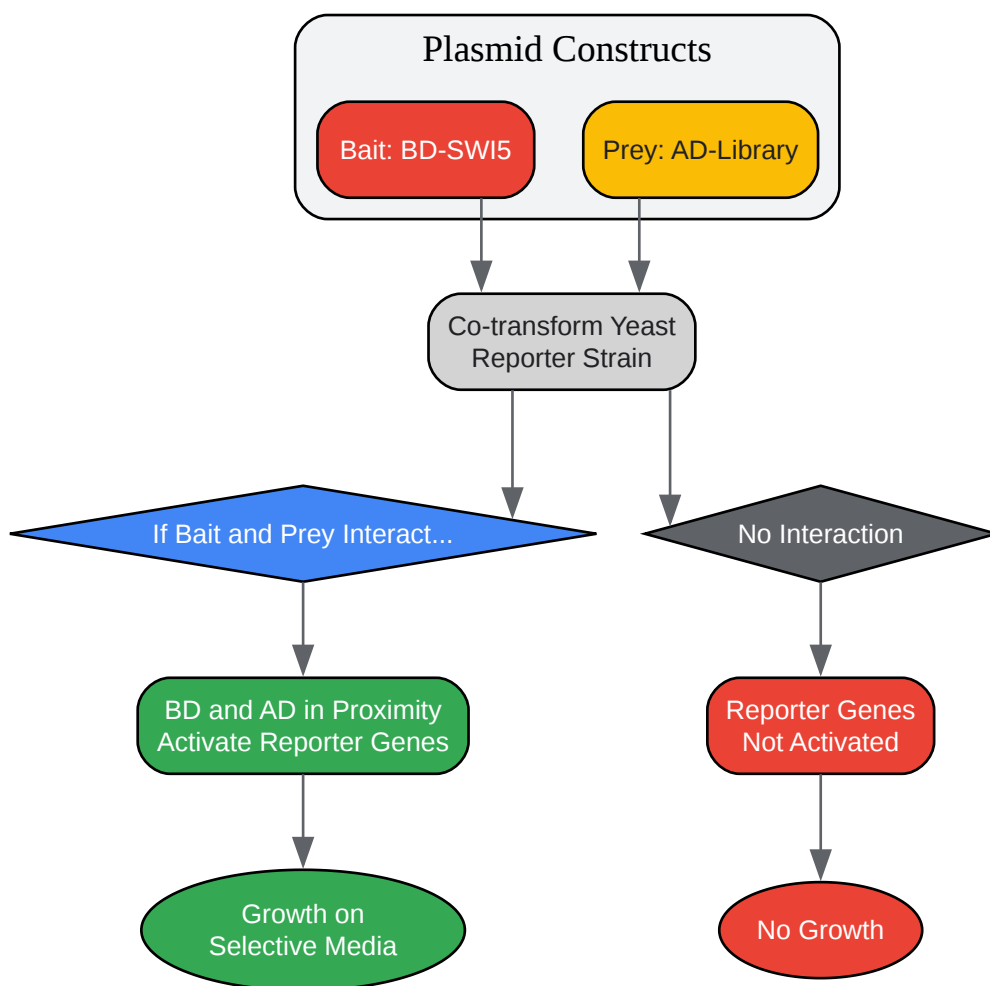 Plasmid Constructs
Bait: BD-SWI5
Prey: AD-Library
Co-transform Yeast
Reporter Strain
If Bait and Prey Interact...
No Interaction
BD and AD in Proximity
Activate Reporter Genes
Reporter Genes
Not Activated
Growth on
Selective Media
No Growth